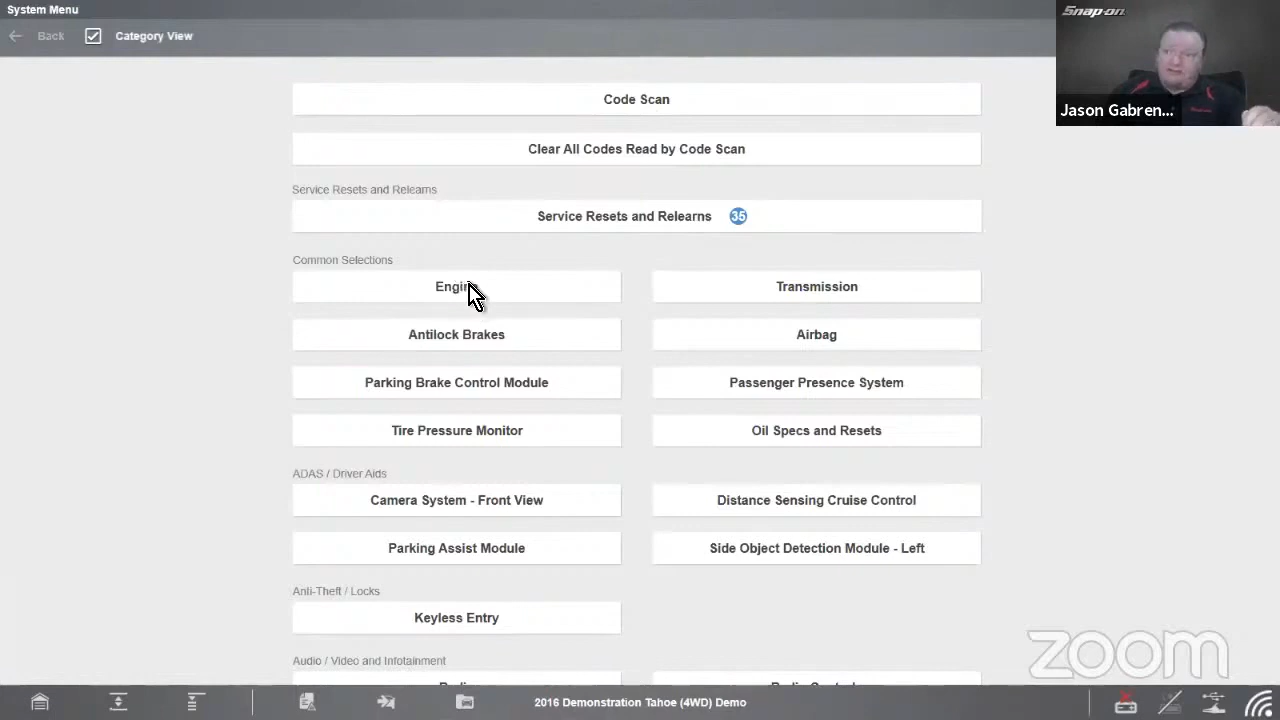 System Menu
Back
Category View
Snap-on
Jason Gabren...
Code Scan
Clear All Codes Read by Code Scan
Service Resets and Relearns
Service Resets and Relearns 35
Common Selections
Engin
Transmission
Antilock Brakes
Airbag
Parking Brake Control Module
Passenger Presence System
Tire Pressure Monitor
Oil Specs and Resets
ADAS / Driver Aids
Camera System - Front View
Distance Sensing Cruise Control
Parking Assist Module
Side Object Detection Module - Left
Anti-Theft / Locks
Keyless Entry
Audio / Video and Infotainment
zoom
2016 Demonstration Tahoe (4WD) Demo